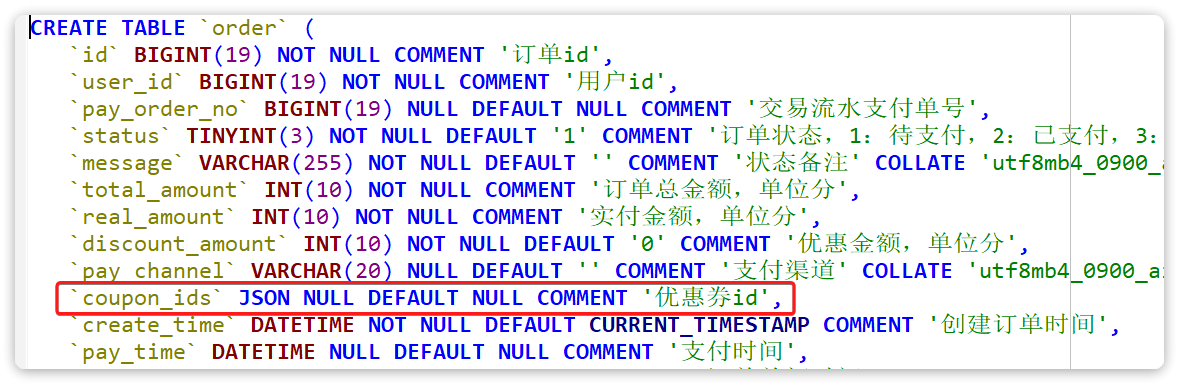 CREATE TABLE `order` (
`id` BIGINT(19) NOT NULL COMMENT '订单id',
`user_id` BIGINT(19) NOT NULL COMMENT '用户id',
`pay_order_no` BIGINT(19) NULL DEFAULT NULL COMMENT '交易流水支付单号',
`status` TINYINT(3) NOT NULL DEFAULT '1' COMMENT '订单状态，1：待支付，2：已支付，3：
`message` VARCHAR(255) NOT NULL DEFAULT '' COMMENT '状态备注' COLLATE 'utf8mb4_0900_a
`total_amount` INT(10) NOT NULL COMMENT '订单总金额，单位分',
`real_amount` INT(10) NOT NULL COMMENT '实付金额，单位分',
`discount_amount` INT(10) NOT NULL DEFAULT '0' COMMENT '优惠金额，单位分',
`pay_channel` VARCHAR(20) NULL DEFAULT '' COMMENT '支付渠道' COLLATE 'utf8mb4_0900_a
`coupon_ids` JSON NULL DEFAULT NULL COMMENT '优惠券id',
`create_time` DATETIME NOT NULL DEFAULT CURRENT_TIMESTAMP COMMENT '创建订单时间',
`pay_time` DATETIME NULL DEFAULT NULL COMMENT '支付时间',